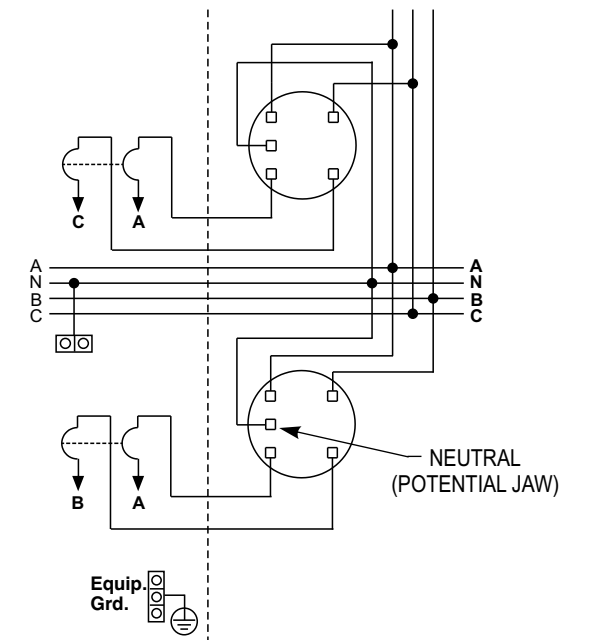 C A
A A
N N
B B
C C
NEUTRAL
(POTENTIAL JAW)
B A
Equip.
Grd.